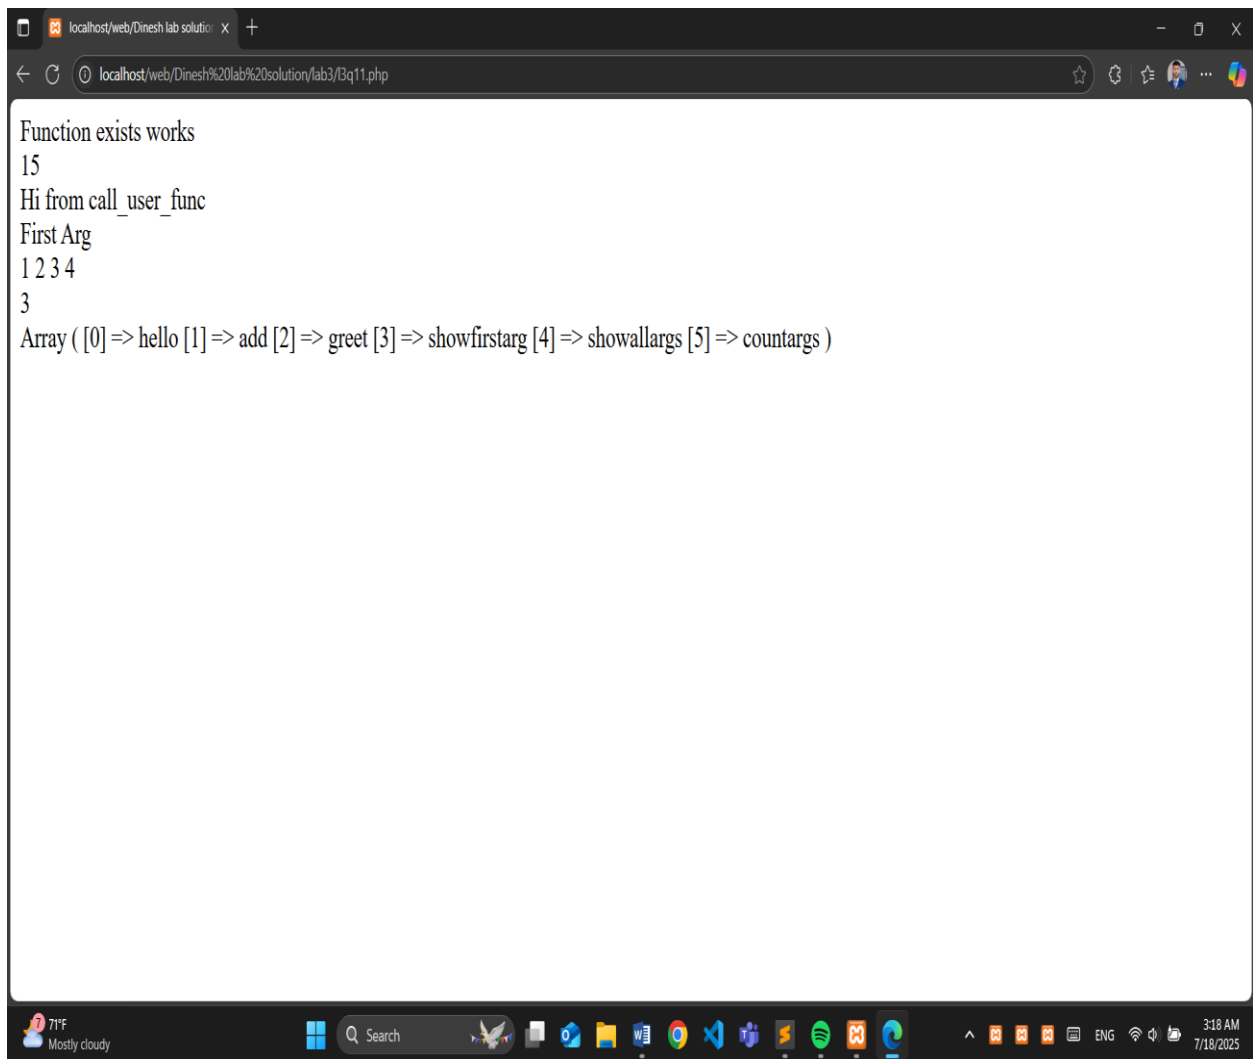 localhost/web/Dinesh lab solution
localhost/web/Dinesh%20lab%20solution/lab3/l3q11.php
Function exists works
15
Hi from call_user_func
First Arg
1 2 3 4
3
Array ( [0] => hello [1] => add [2] => greet [3] => showfirstarg [4] => showallargs [5] => countargs )
7
71°F
Mostly cloudy
Search
ENG
3:18 AM
7/18/2025